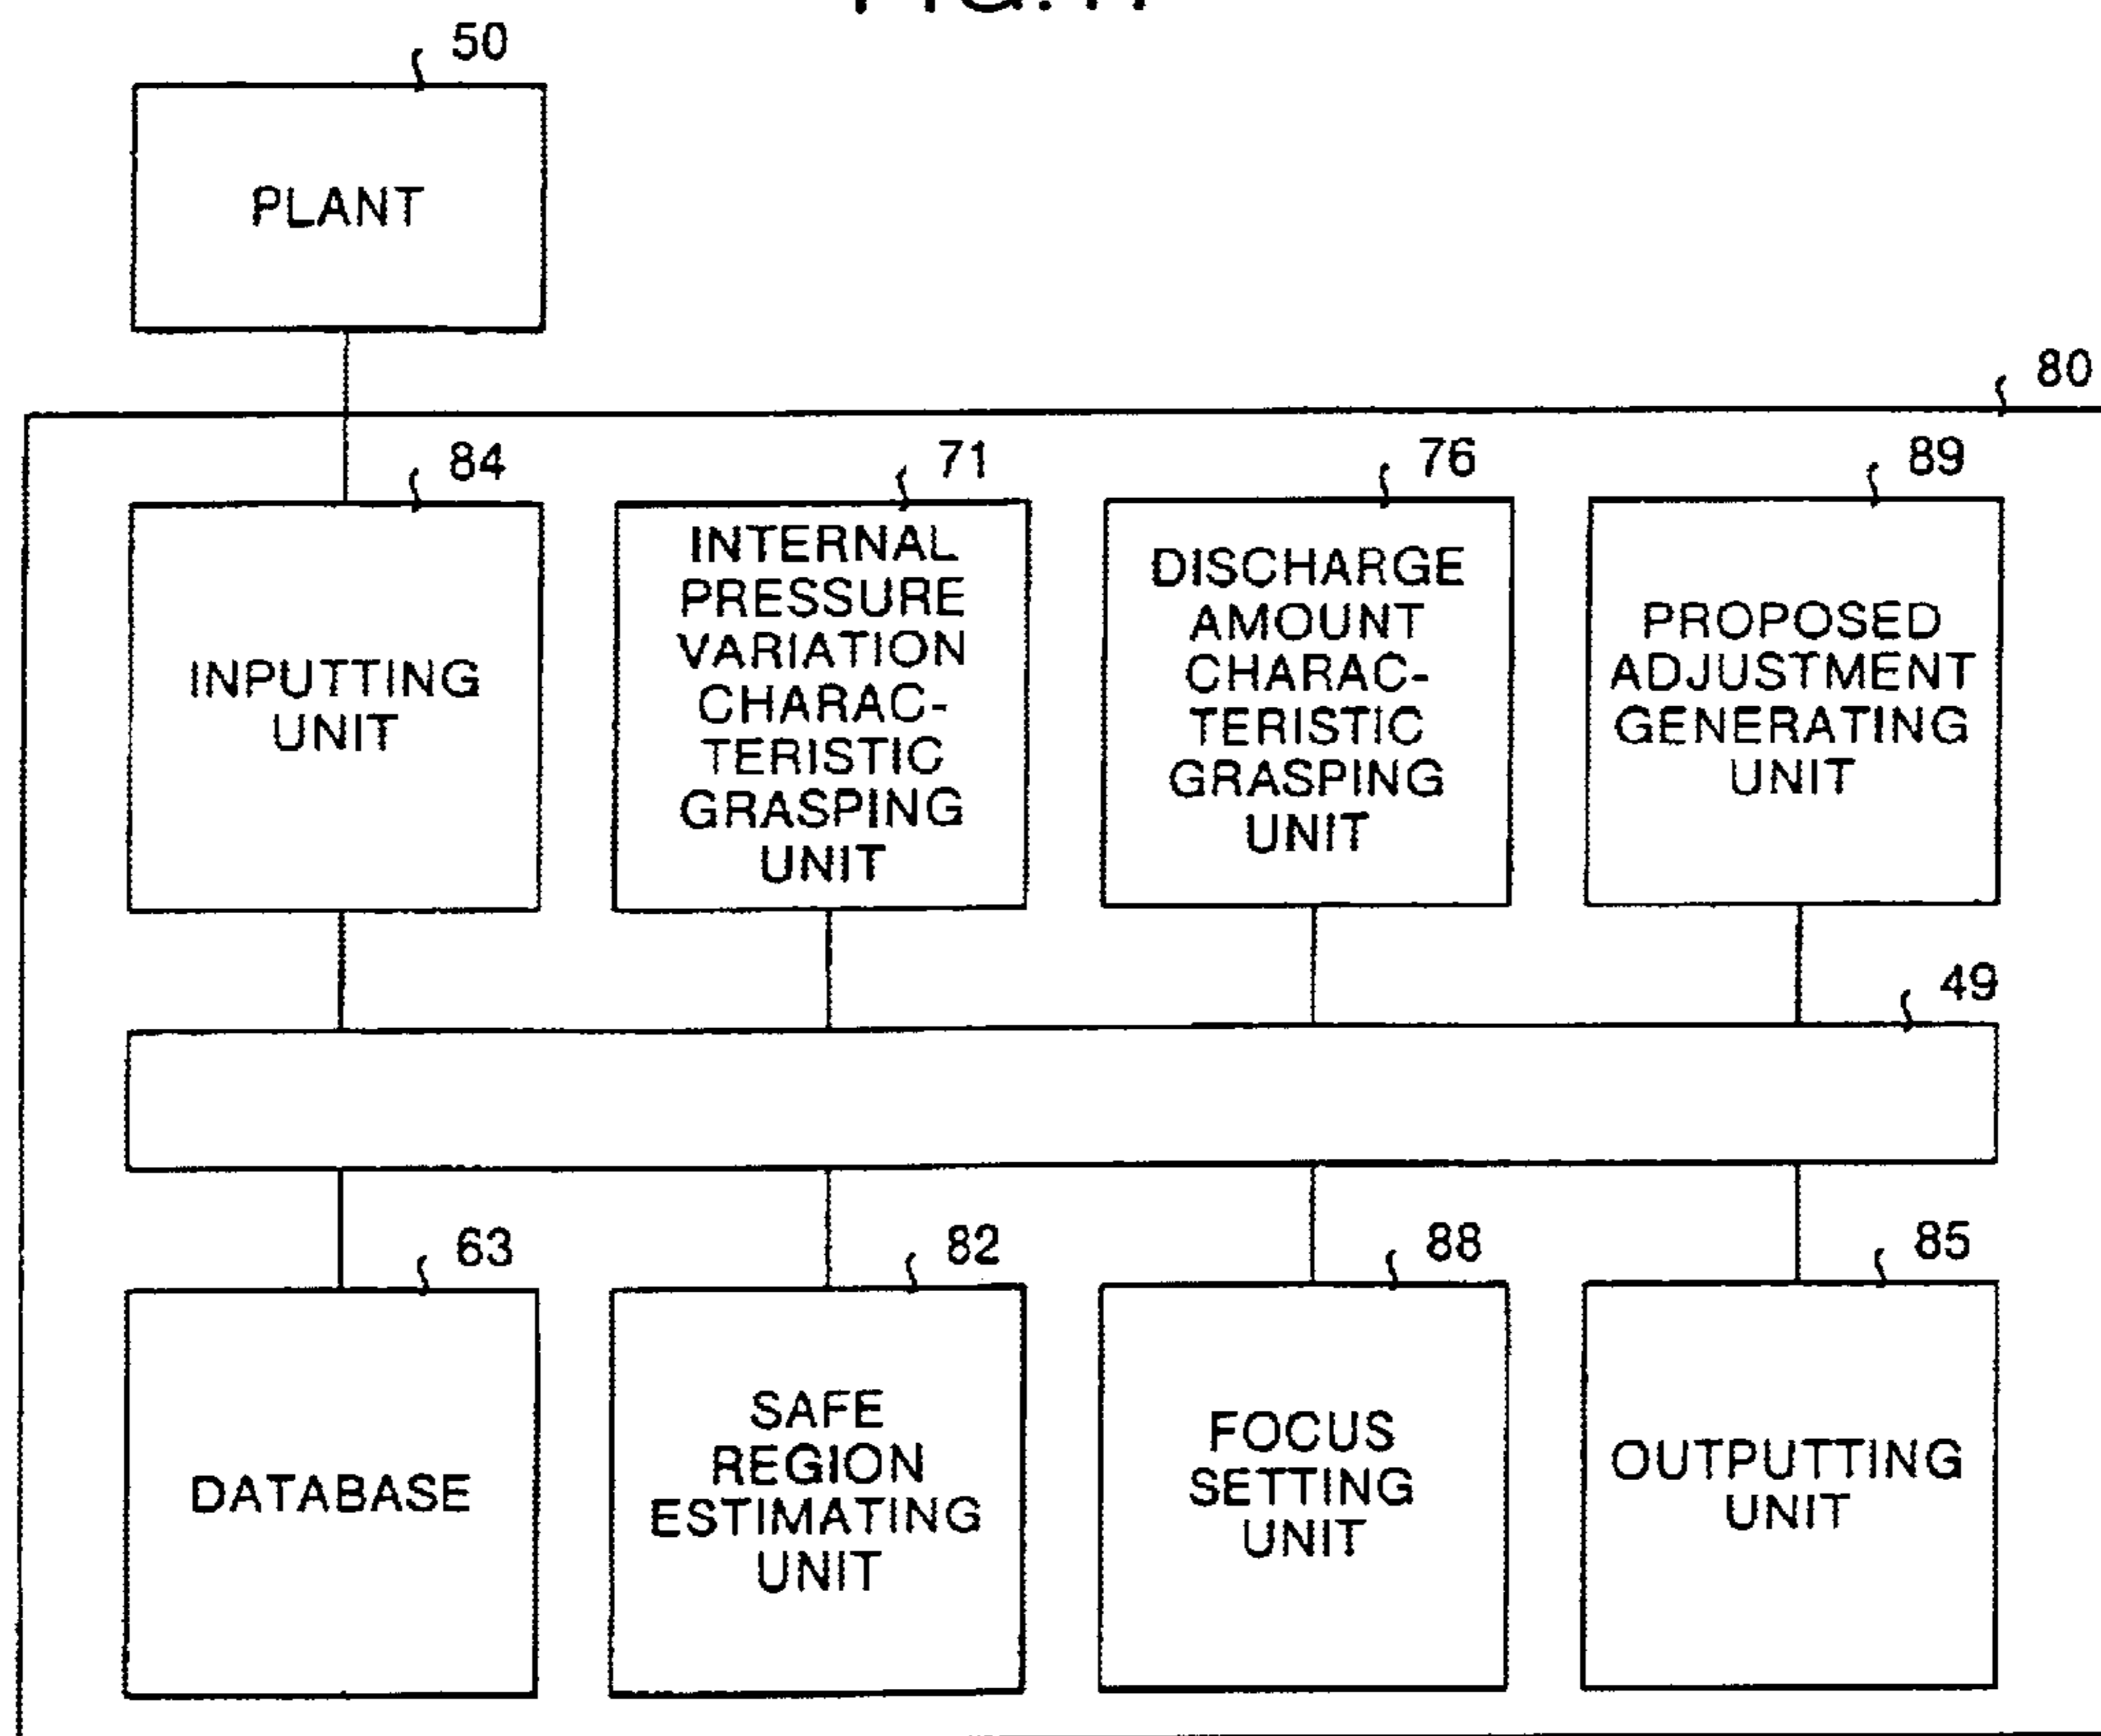 50
PLANT
80
84
INPUTTING
UNIT
71
INTERNAL
PRESSURE
VARIATION
CHARAC-
TERISTIC
GRASPING
UNIT
76
DISCHARGE
AMOUNT
CHARAC-
TERISTIC
GRASPING
UNIT
89
PROPOSED
ADJUSTMENT
GENERATING
UNIT
49
63
DATABASE
82
SAFE
REGION
ESTIMATING
UNIT
88
FOCUS
SETTING
UNIT
85
OUTPUTTING
UNIT